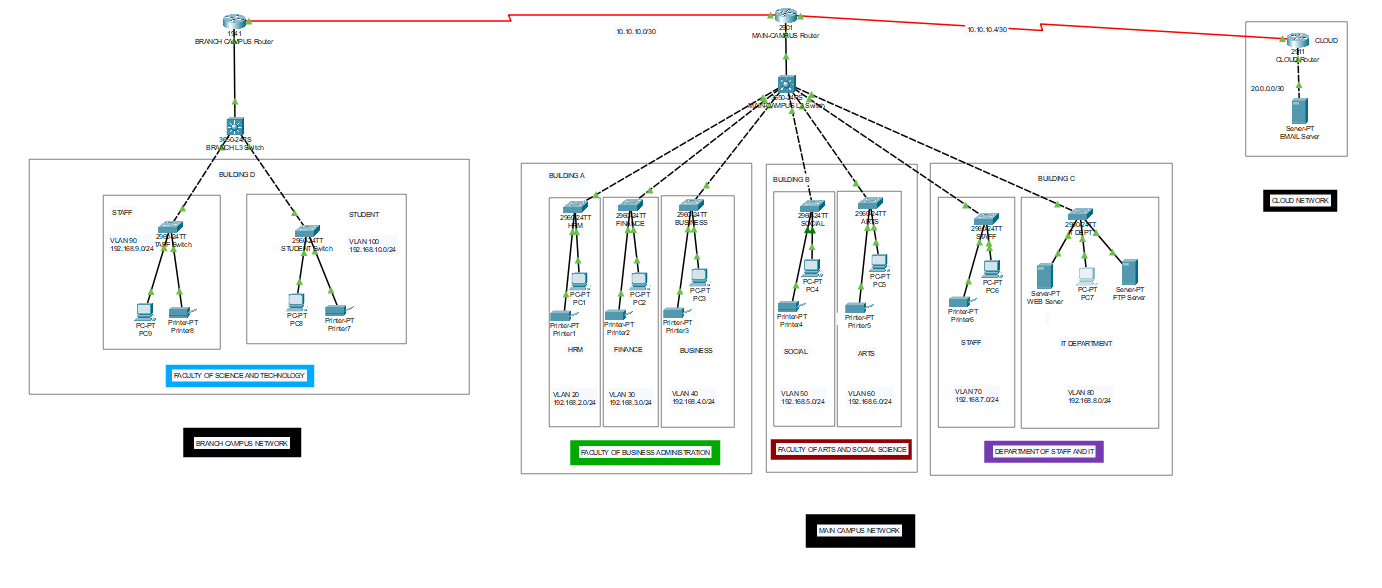 1941
BRANCH CAMPUS Router
10.10.10.0/30
2901
MAIN-CAMPUS Router
10.10.10.4/30
2911
CLOUD Router
CLOUD
20.0.0.0/30
Server-PT
EMAIL Server
CLOUD NETWORK
3650-24PS
BRANCH L3 Switch
3650-24PS
MAIN CAMPUS L3 Switch
BUILDING D
STAFF
VLAN 90
192.168.9.0/24
2960-24TT
STAFF Switch
PC-PT
PC9
Printer-PT
Printer8
STUDENT
VLAN 100
192.168.10.0/24
2960-24TT
STUDENT Switch
PC-PT
PC8
Printer-PT
Printer7
FACULTY OF SCIENCE AND TECHNOLOGY
BRANCH CAMPUS NETWORK
BUILDING A
2960-24TT
HRM
PC-PT
PC1
Printer-PT
Printer1
HRM
VLAN 20
192.168.2.0/24
2960-24TT
FINANCE
PC-PT
PC2
Printer-PT
Printer2
FINANCE
VLAN 30
192.168.3.0/24
2960-24TT
BUSINESS
PC-PT
PC3
Printer-PT
Printer3
BUSINESS
VLAN 40
192.168.4.0/24
FACULTY OF BUSINESS ADMINISTRATION
BUILDING B
2960-24TT
SOCIAL
PC-PT
PC4
Printer-PT
Printer4
SOCIAL
VLAN 50
192.168.5.0/24
2960-24TT
ARTS
PC-PT
PC5
Printer-PT
Printer5
ARTS
VLAN 60
192.168.6.0/24
FACULTY OF ARTS AND SOCIAL SCIENCE
BUILDING C
2960-24TT
STAFF
PC-PT
PC6
Printer-PT
Printer6
STAFF
VLAN 70
192.168.7.0/24
2960-24TT
IT DEPT
Server-PT
WEB Server
PC-PT
PC7
Server-PT
FTP Server
IT DEPARTMENT
VLAN 80
192.168.8.0/24
DEPARTMENT OF STAFF AND IT
MAIN CAMPUS NETWORK